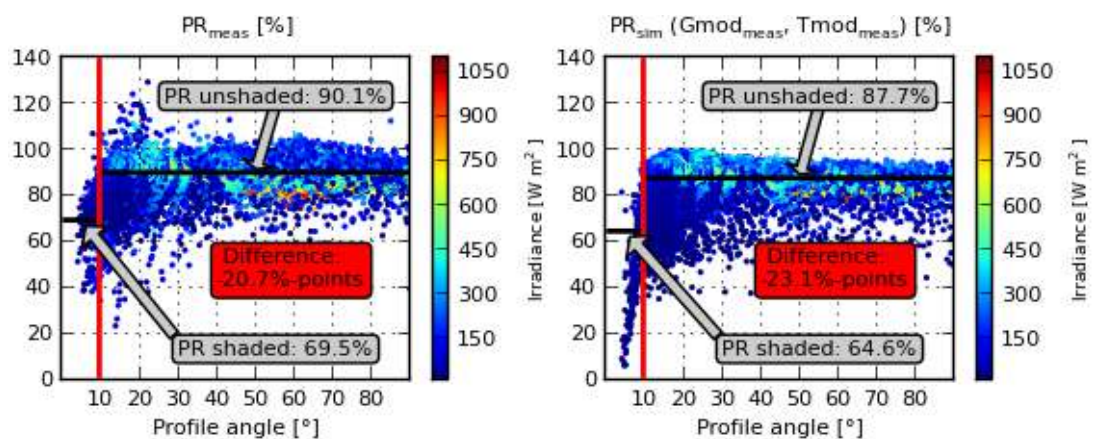 PR_meas [%]
140
120
100
80
60
40
20
0
10 20 30 40 50 60 70 80
Profile angle [°]
PR unshaded: 90.1%
Difference:
20.7%-points
PR shaded: 69.5%
1050
900
750
600
450
300
150
Irradiance [W m²]
PR_sim (Gmod_meas, Tmod_meas) [%]
140
120
100
80
60
40
20
0
10 20 30 40 50 60 70 80
Profile angle [°]
PR unshaded: 87.7%
Difference:
23.1%-points
PR shaded: 64.6%
1050
900
750
600
450
300
150
Irradiance [W m²]